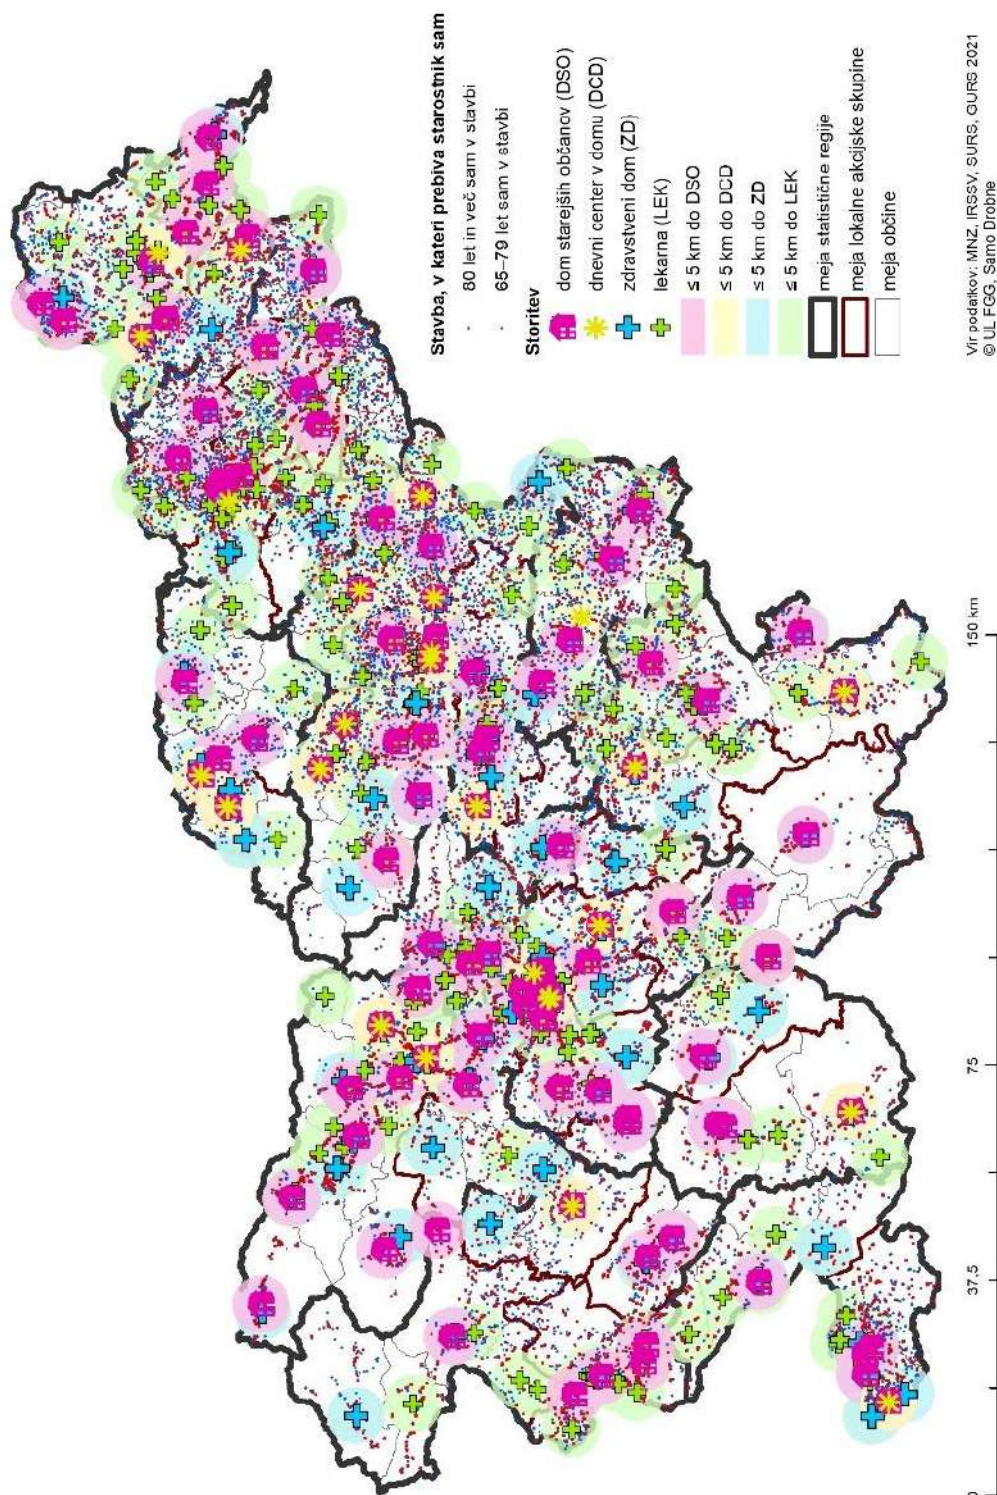 Stavba, v kateri prebiva starostnik sam
80 let in več sam v stavbi
65–79 let sam v stavbi
Storitev
dom starejših občanov (DSO)
dnevni center v domu (DCD)
zdravstveni dom (ZD)
lekarna (LEK)
≤ 5 km do DSO
≤ 5 km do DCD
≤ 5 km do ZD
≤ 5 km do LEK
meja statistične regije
meja lokalne akcijske skupine
meja občine
0 37.5 75 150 km
Vir podatkov: MNZ, IRSSV, SURS, GURS 2021
© UL FGG, Samo Drobne